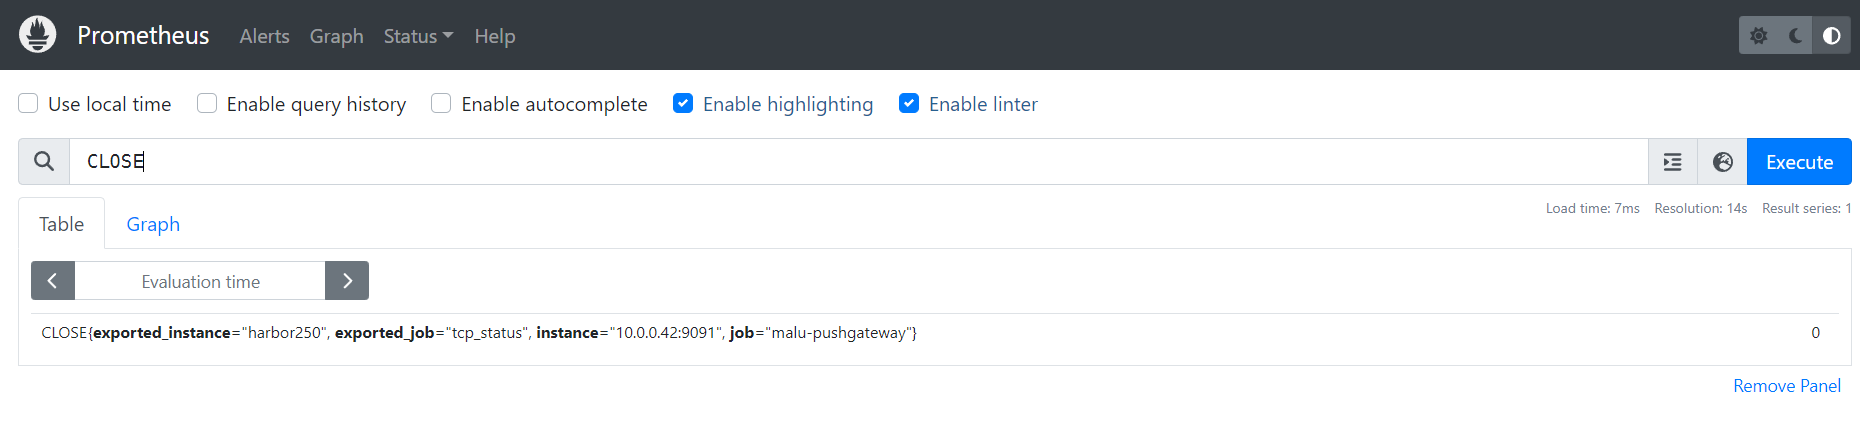 Prometheus Alerts Graph Status Help
Use local time Enable query history Enable autocomplete Enable highlighting Enable linter
CLOSE Execute
Table Graph Load time: 7ms Resolution: 14s Result series: 1
Evaluation time
CLOSE{exported_instance="harbor250", exported_job="tcp_status", instance="10.0.0.42:9091", job="malu-pushgateway"} 0
Remove Panel